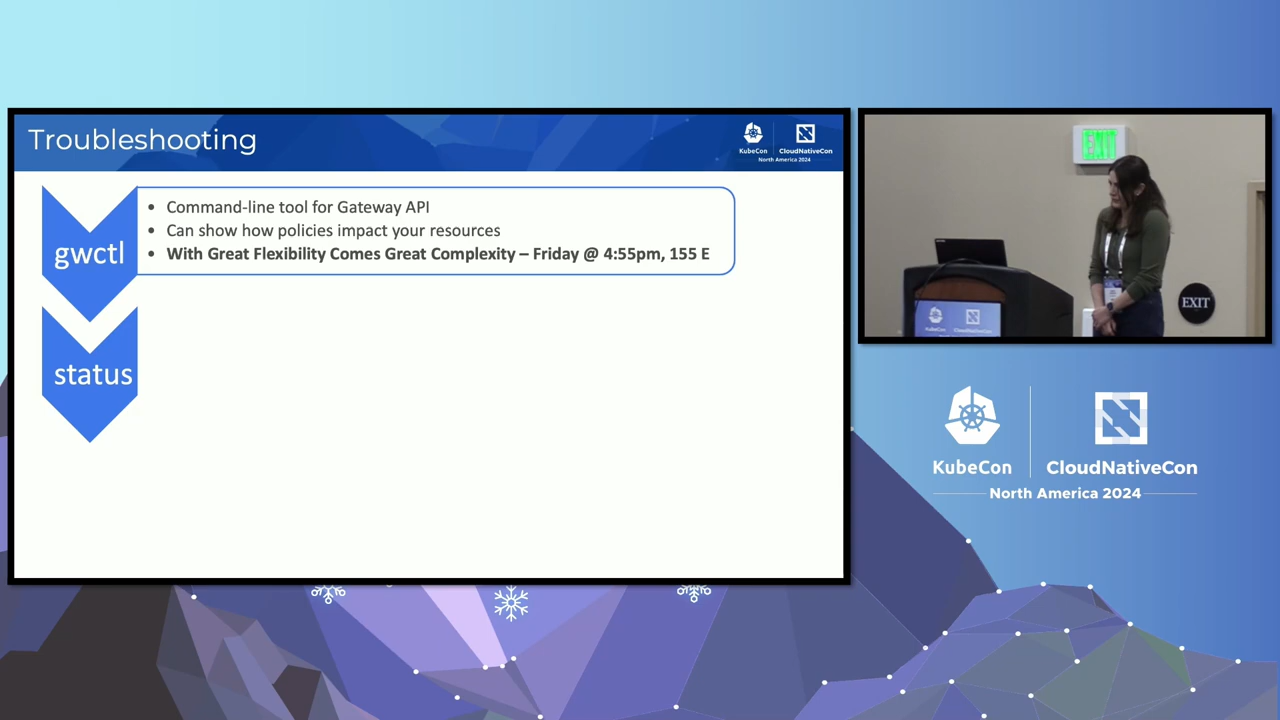 Troubleshooting
KubeCon
CloudNativeCon
North America 2024
gwctl
• Command-line tool for Gateway API
• Can show how policies impact your resources
• With Great Flexibility Comes Great Complexity – Friday @ 4:55pm, 155 E
status
EXIT
EXIT
KubeCon
CloudNativeCon
KubeCon
CloudNativeCon
North America 2024